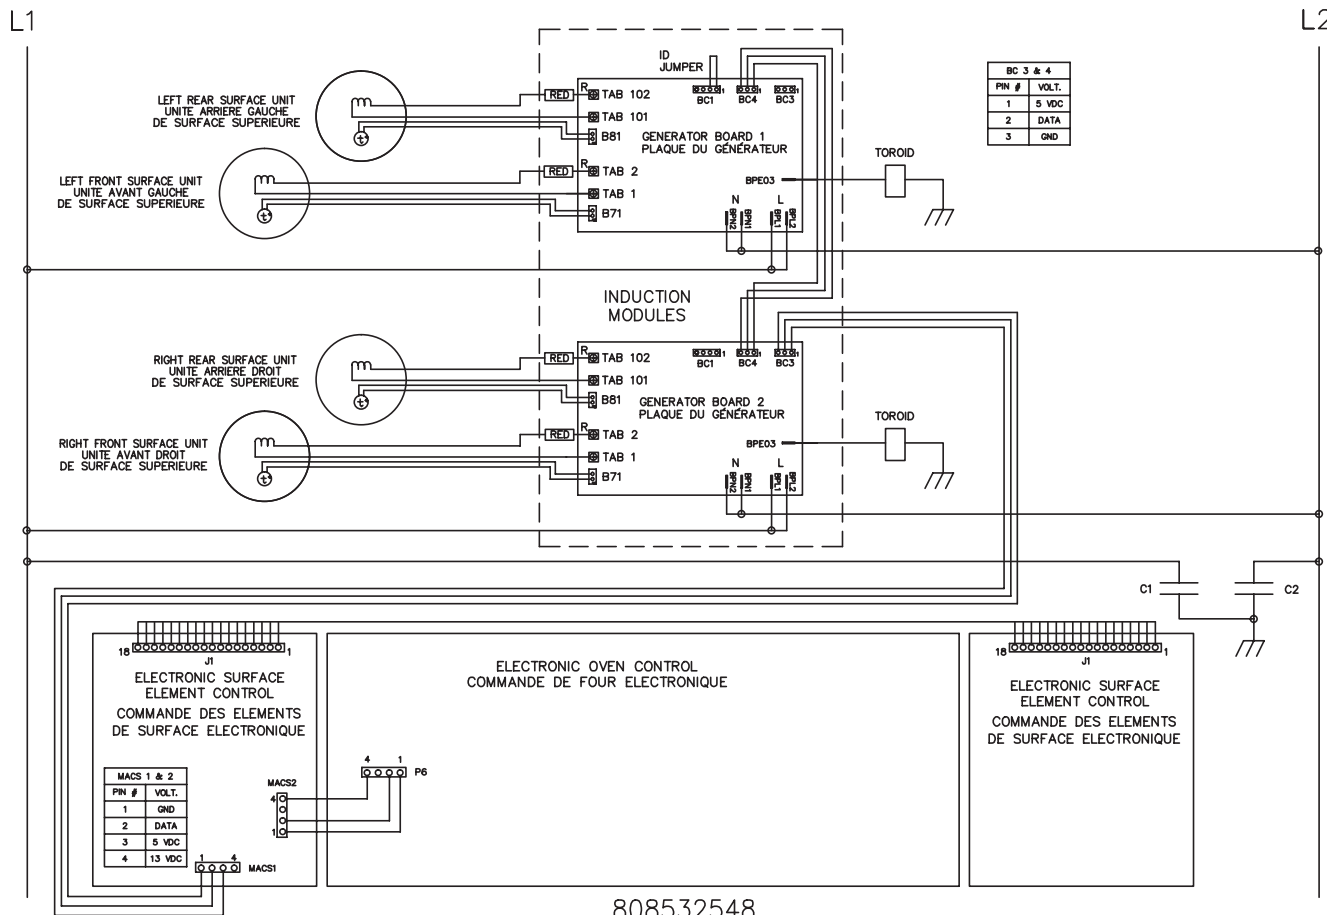 L1
L2
ID
JUMPER
BC1
1
BC4
1
BC3
1
BC 3 & 4
PIN # VOLT.
1 5 VDC
2 DATA
3 GND
LEFT REAR SURFACE UNIT
UNITE ARRIERE GAUCHE
DE SURFACE SUPERIEURE
RED
R
TAB 102
TAB 101
B81
GENERATOR BOARD 1
PLAQUE DU GÉNÉRATEUR
LEFT FRONT SURFACE UNIT
UNITE AVANT GAUCHE
DE SURFACE SUPERIEURE
RED
R
TAB 2
TAB 1
B71
BPE03
TOROID
N
L
BPN2
BPN1
BPL1
BPL2
INDUCTION
MODULES
RIGHT REAR SURFACE UNIT
UNITE ARRIERE DROIT
DE SURFACE SUPERIEURE
RED
R
TAB 102
TAB 101
B81
BC1
1
BC4
1
BC3
1
GENERATOR BOARD 2
PLAQUE DU GÉNÉRATEUR
RIGHT FRONT SURFACE UNIT
UNITE AVANT DROIT
DE SURFACE SUPERIEURE
RED
R
TAB 2
TAB 1
B71
BPE03
TOROID
N
L
BPN2
BPN1
BPL1
BPL2
C1
C2
18
J1
1
ELECTRONIC SURFACE
ELEMENT CONTROL
COMMANDE DES ELEMENTS
DE SURFACE ELECTRONIQUE
ELECTRONIC OVEN CONTROL
COMMANDE DE FOUR ELECTRONIQUE
18
J1
1
ELECTRONIC SURFACE
ELEMENT CONTROL
COMMANDE DES ELEMENTS
DE SURFACE ELECTRONIQUE
MACS 1 & 2
PIN # VOLT.
1 GND
2 DATA
3 5 VDC
4 13 VDC
MACS2
4
1
4 1
P6
1 4
MACS1
808532548